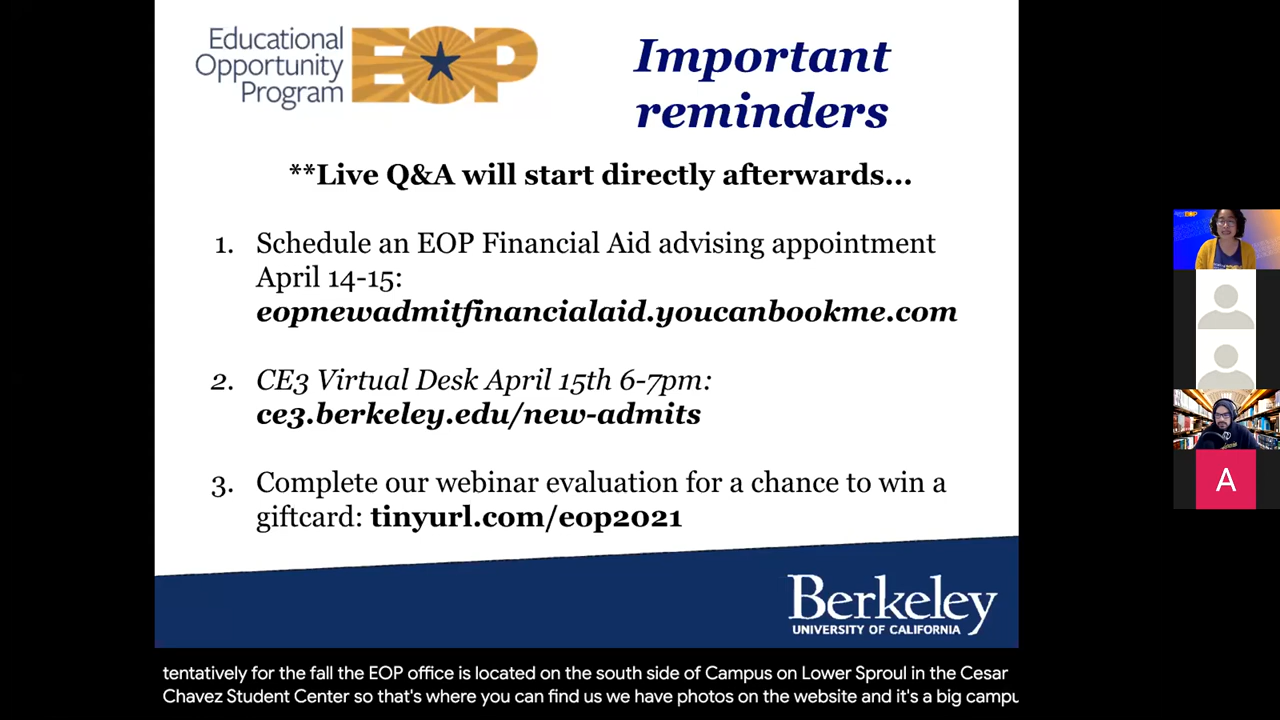 Educational
Opportunity
Program
EOP
Important
reminders
**Live Q&A will start directly afterwards...
1. Schedule an EOP Financial Aid advising appointment
April 14-15:
eopnewadmitfinancialaid.youcanbookme.com
2. CE3 Virtual Desk April 15th 6-7pm:
ce3.berkeley.edu/new-admits
3. Complete our webinar evaluation for a chance to win a
giftcard: tinyurl.com/eop2021
Berkeley
UNIVERSITY OF CALIFORNIA
EOP
A
tentatively for the fall the EOP office is located on the south side of Campus on Lower Sproul in the Cesar
Chavez Student Center so that's where you can find us we have photos on the website and it's a big campu